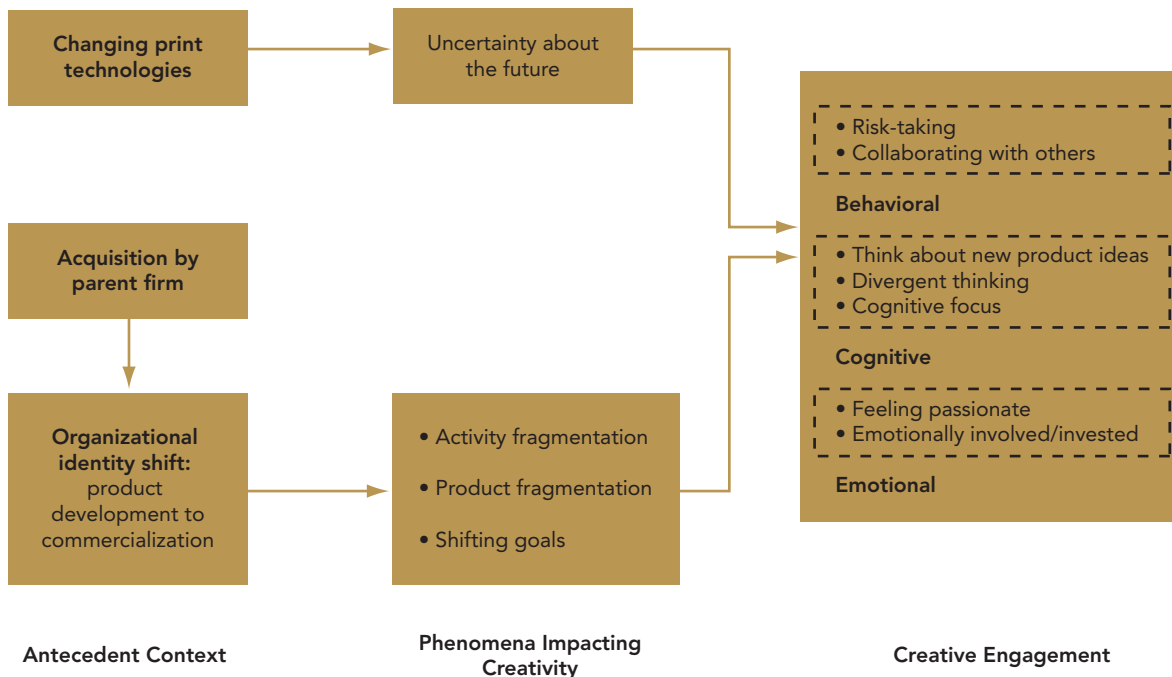 Changing print
technologies
Uncertainty about
the future
• Risk-taking
• Collaborating with others
Behavioral
Acquisition by
parent firm
• Think about new product ideas
• Divergent thinking
• Cognitive focus
Cognitive
Organizational
identity shift:
product
development to
commercialization
• Activity fragmentation
• Product fragmentation
• Shifting goals
• Feeling passionate
• Emotionally involved/invested
Emotional
Antecedent Context
Phenomena Impacting
Creativity
Creative Engagement